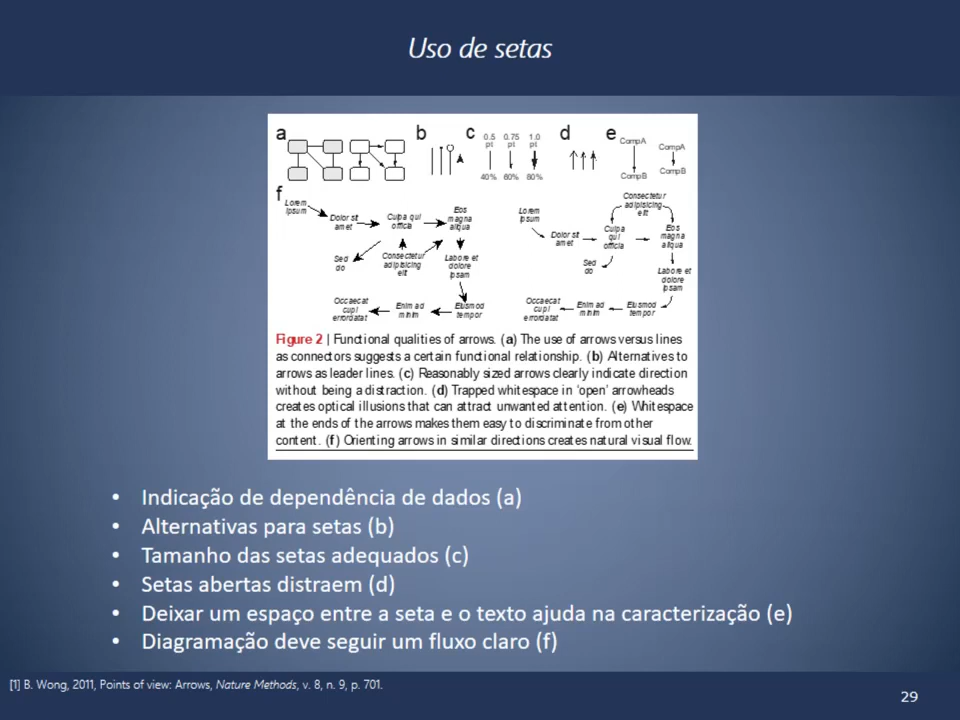 Uso de setas
a
b
c
d
e
0.5 pt
0.75 pt
1.0 pt
40%
60%
80%
CompA
CompB
CompA
CompB
f
Lorem ipsum
Dolor sit amet
Culpa qui officia
Eos magna aliqua
Sed do
Consectetur adipisicing elit
Labore et dolore ipsam
Occaecat cupi errordatat
Enim ad minim
Eiusmod tempor
Lorem ipsum
Dolor sit amet
Culpa qui officia
Consectetur adipisicing elit
Eos magna aliqua
Sed do
Labore et dolore ipsam
Occaecat cupi errordatat
Enim ad minim
Eiusmod tempor
Figure 2 | Functional qualities of arrows. (a) The use of arrows versus lines
as connectors suggests a certain functional relationship. (b) Alternatives to
arrows as leader lines. (c) Reasonably sized arrows clearly indicate direction
without being a distraction. (d) Trapped whitespace in ‘open’ arrowheads
creates optical illusions that can attract unwanted attention. (e) Whitespace
at the ends of the arrows makes them easy to discriminate from other
content. (f) Orienting arrows in similar directions creates natural visual flow.
• Indicação de dependência de dados (a)
• Alternativas para setas (b)
• Tamanho das setas adequados (c)
• Setas abertas distraem (d)
• Deixar um espaço entre a seta e o texto ajuda na caracterização (e)
• Diagramação deve seguir um fluxo claro (f)
[1] B. Wong, 2011, Points of view: Arrows, Nature Methods, v. 8, n. 9, p. 701.
29